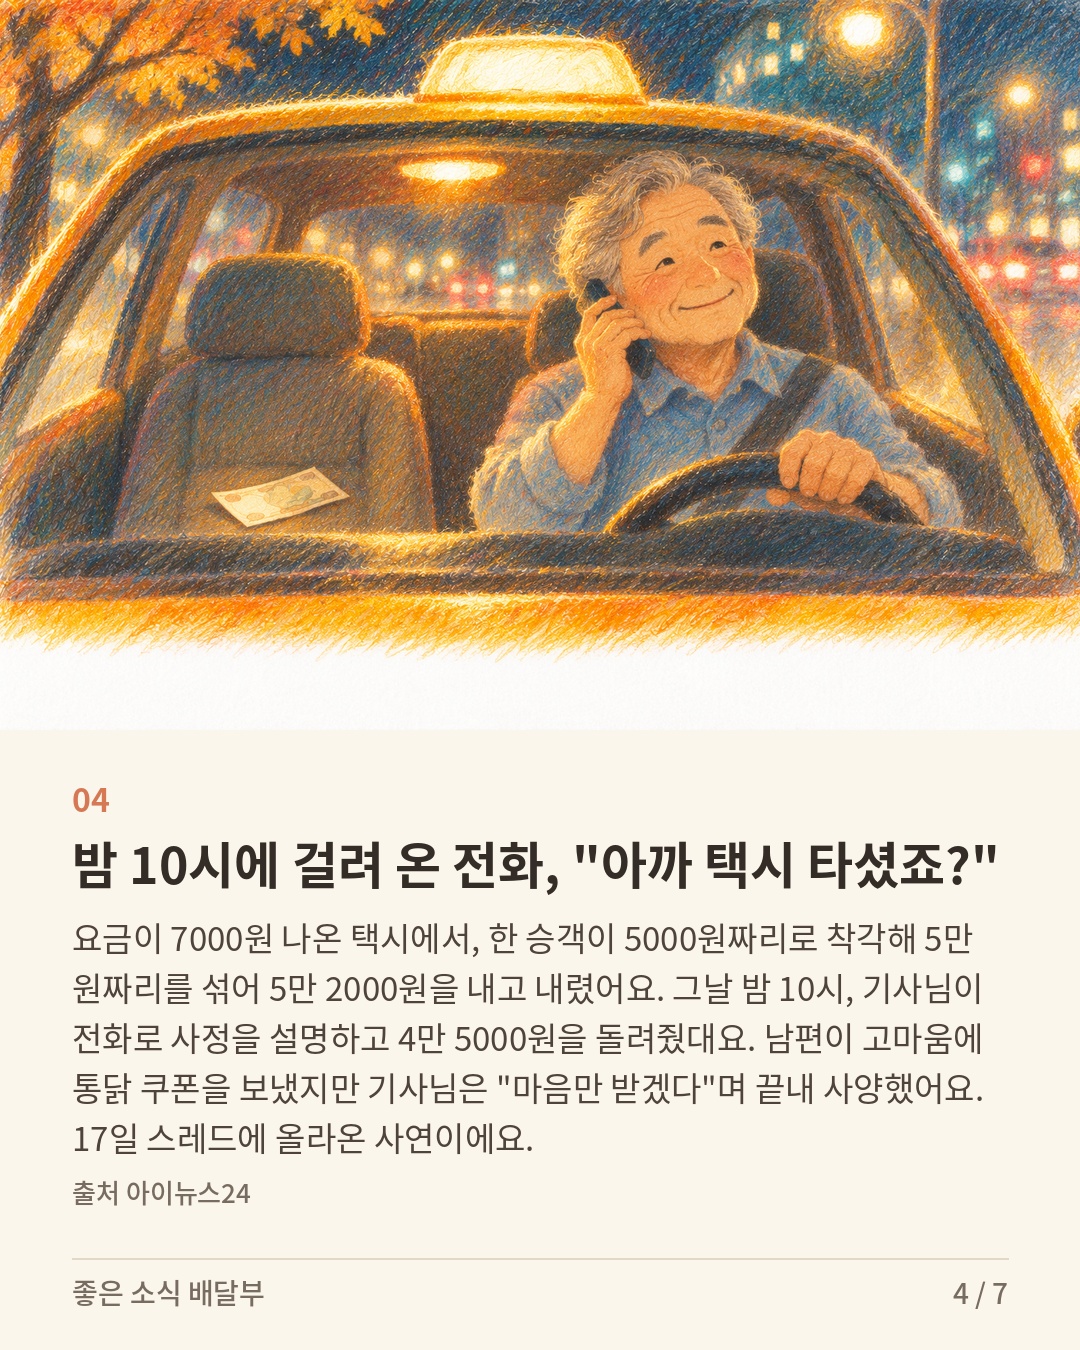 04
밤 10시에 걸려 온 전화, "아까 택시 타셨죠?"
요금이 7000원 나온 택시에서, 한 승객이 5000원짜리로 착각해 5만
원짜리를 섞어 5만 2000원을 내고 내렸어요. 그날 밤 10시, 기사님이
전화로 사정을 설명하고 4만 5000원을 돌려줬대요. 남편이 고마움에
통닭 쿠폰을 보냈지만 기사님은 "마음만 받겠다"며 끝내 사양했어요.
17일 스레드에 올라온 사연이에요.
출처 아이뉴스24
좋은 소식 배달부
4 / 7